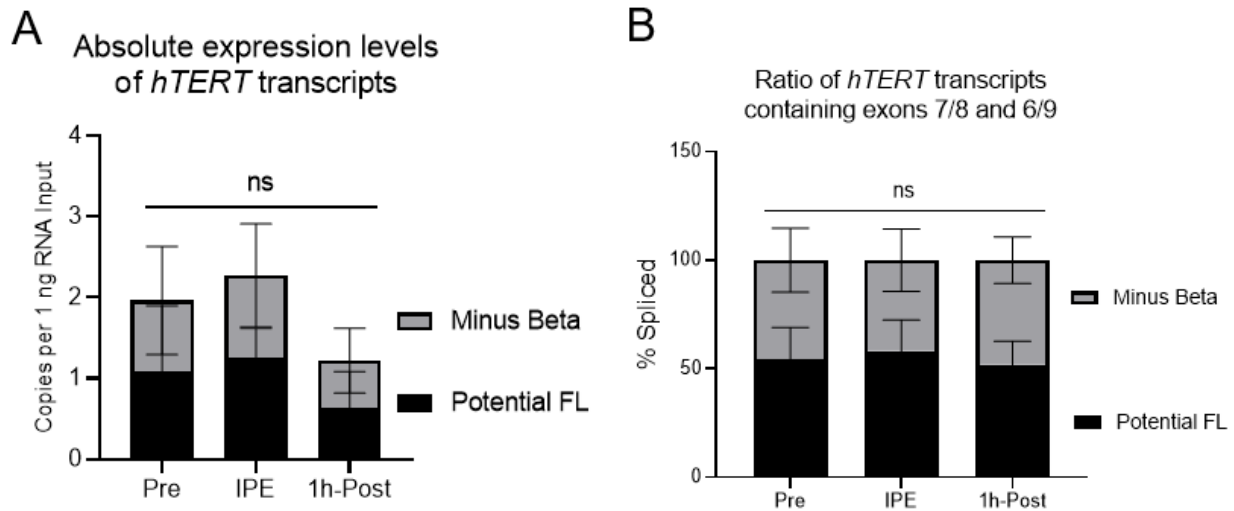 A
Absolute expression levels
of hTERT transcripts
Copies per 1 ng RNA Input
4
3
2
1
0
ns
Pre
IPE
1h-Post
Minus Beta
Potential FL
B
Ratio of hTERT transcripts
containing exons 7/8 and 6/9
% Spliced
150
100
50
0
ns
Pre
IPE
1h-Post
Minus Beta
Potential FL